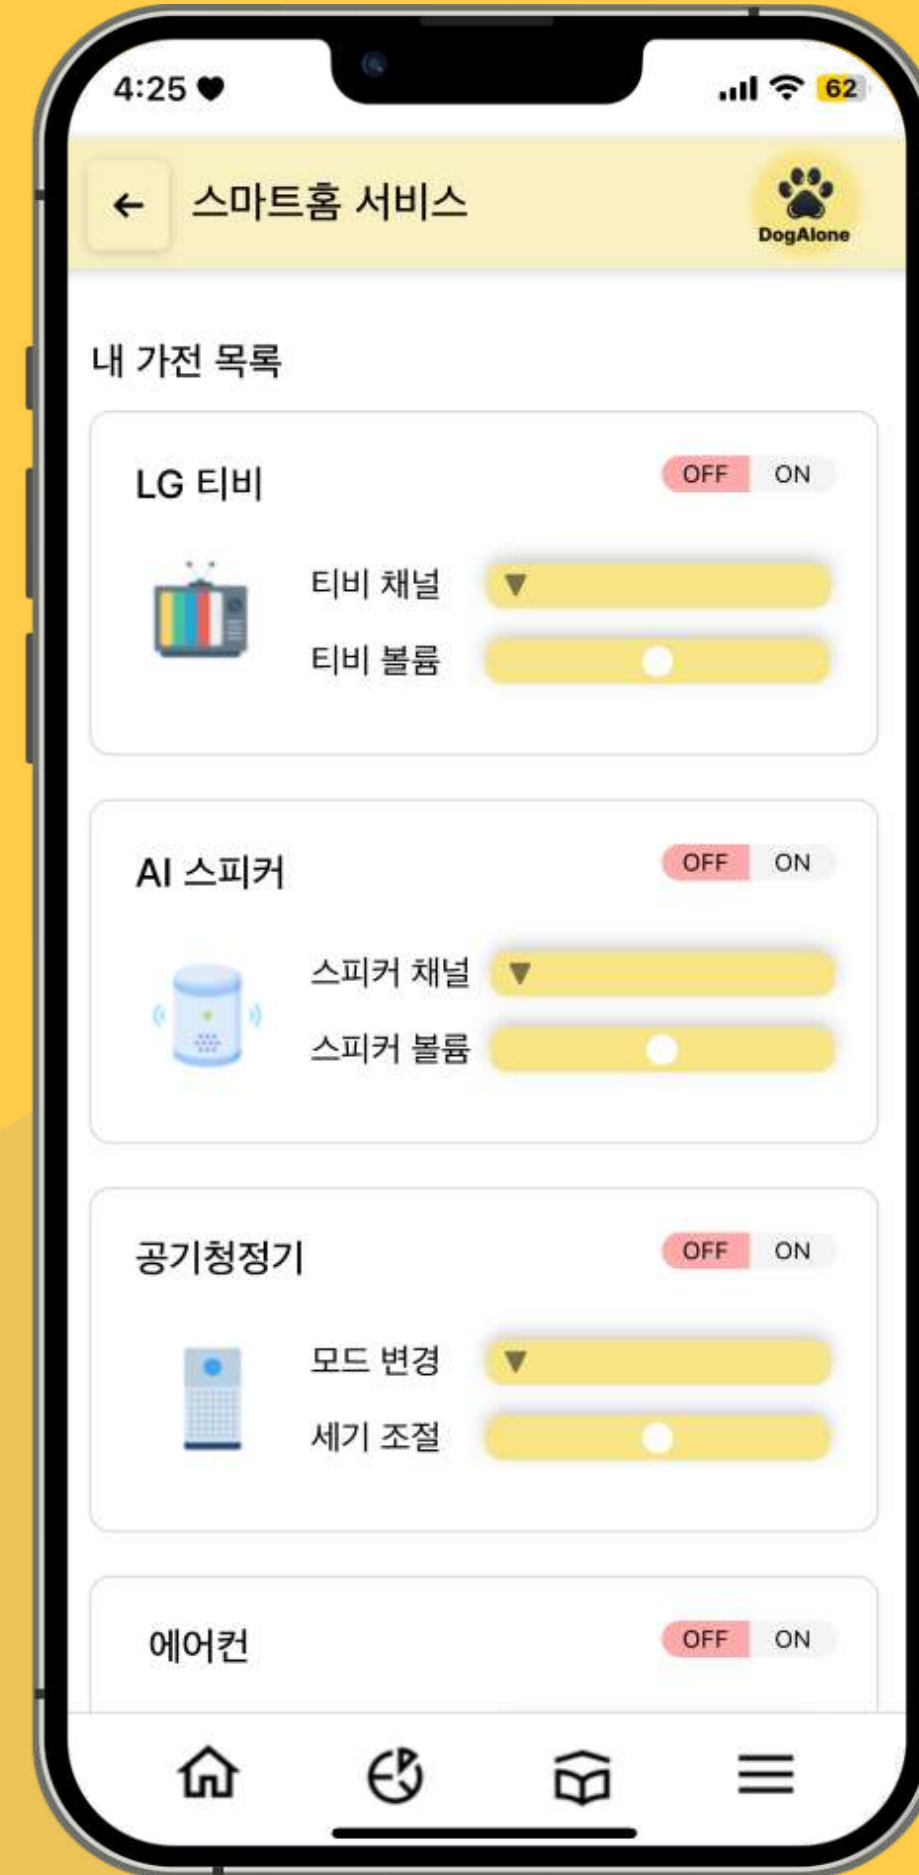 4:25
62
스마트홈 서비스
DogAlone
내 가전 목록
LG 티비
OFF ON
티비 채널
티비 볼륨
AI 스피커
OFF ON
스피커 채널
스피커 볼륨
공기청정기
OFF ON
모드 변경
세기 조절
에어컨
OFF ON